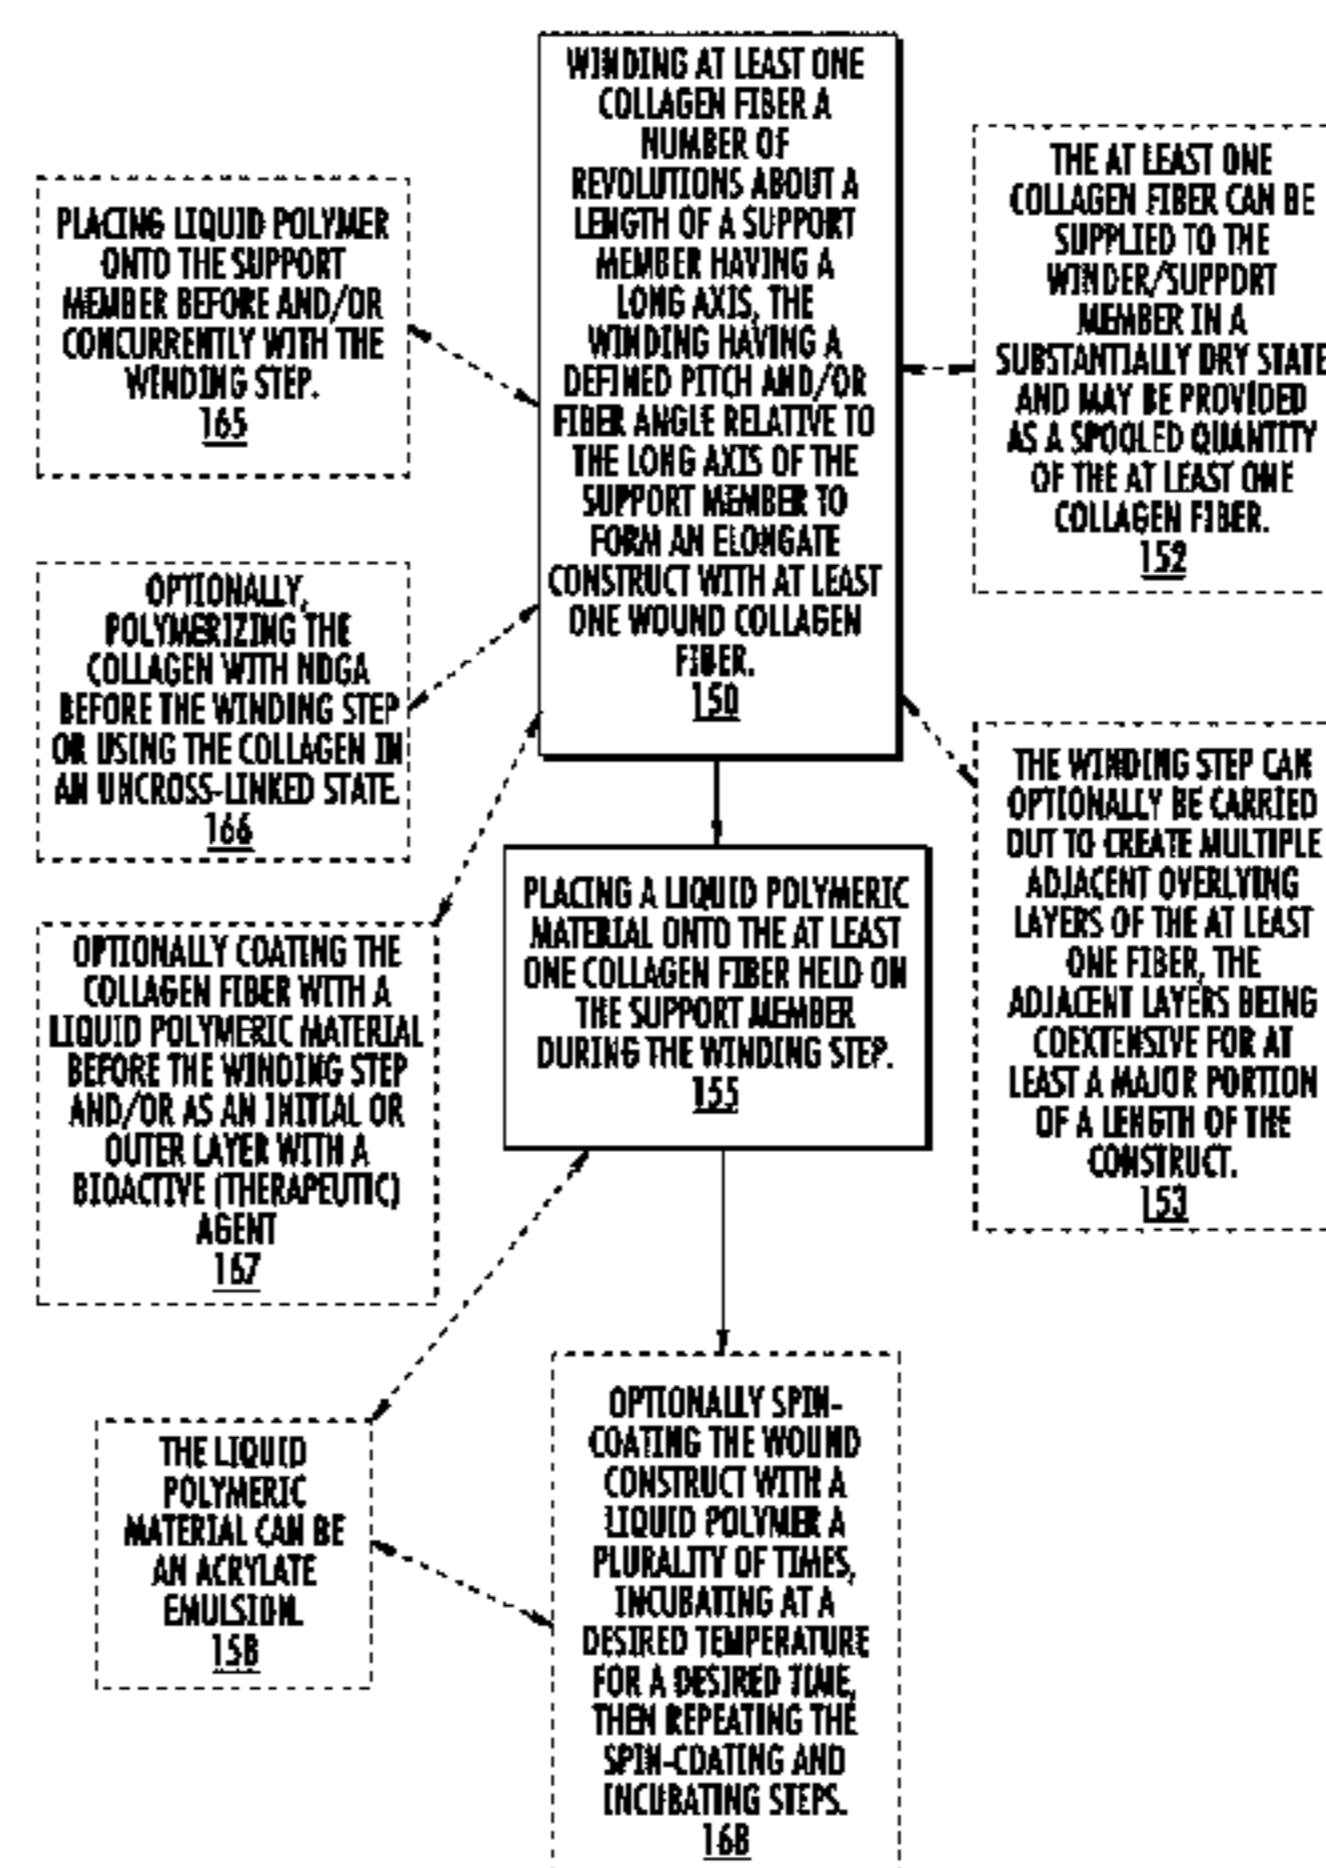 WINDING AT LEAST ONE
COLLAGEN FIBER A
NUMBER OF
REVOLUTIONS ABOUT A
LENGTH OF A SUPPORT
MEMBER HAVING A
LONG AXIS, THE
WINDING HAVING A
DEFINED PITCH AND/OR
FIBER ANGLE RELATIVE TO
THE LONG AXIS OF THE
SUPPORT MEMBER TO
FORM AN ELONGATE
CONSTRUCT WITH AT LEAST
ONE WOUND COLLAGEN
FIBER.
150
PLACING LIQUID POLYMER
ONTO THE SUPPORT
MEMBER BEFORE AND/OR
CONCURRENTLY WITH THE
WINDING STEP.
165
OPTIONALLY,
POLYMERIZING THE
COLLAGEN WITH NDGA
BEFORE THE WINDING STEP
OR USING THE COLLAGEN IN
AN UNCROSS-LINKED STATE.
166
OPTIONALLY COATING THE
COLLAGEN FIBER WITH A
LIQUID POLYMERIC MATERIAL
BEFORE THE WINDING STEP
AND/OR AS AN INITIAL OR
OUTER LAYER WITH A
BIOACTIVE (THERAPEUTIC)
AGENT
167
THE AT LEAST ONE
COLLAGEN FIBER CAN BE
SUPPLIED TO THE
WINDER/SUPPORT
MEMBER IN A
SUBSTANTIALLY DRY STATE
AND MAY BE PROVIDED
AS A SPOOLED QUANTITY
OF THE AT LEAST ONE
COLLAGEN FIBER.
152
THE WINDING STEP CAN
OPTIONALLY BE CARRIED
OUT TO CREATE MULTIPLE
ADJACENT OVERLYING
LAYERS OF THE AT LEAST
ONE FIBER, THE
ADJACENT LAYERS BEING
COEXTENSIVE FOR AT
LEAST A MAJOR PORTION
OF A LENGTH OF THE
CONSTRUCT.
153
PLACING A LIQUID POLYMERIC
MATERIAL ONTO THE AT LEAST
ONE COLLAGEN FIBER HELD ON
THE SUPPORT MEMBER
DURING THE WINDING STEP.
155
THE LIQUID
POLYMERIC
MATERIAL CAN BE
AN ACRYLATE
EMULSION.
158
OPTIONALLY SPIN-
COATING THE WOUND
CONSTRUCT WITH A
LIQUID POLYMER A
PLURALITY OF TIMES,
INCUBATING AT A
DESIRED TEMPERATURE
FOR A DESIRED TIME,
THEN REPEATING THE
SPIN-COATING AND
INCUBATING STEPS.
168